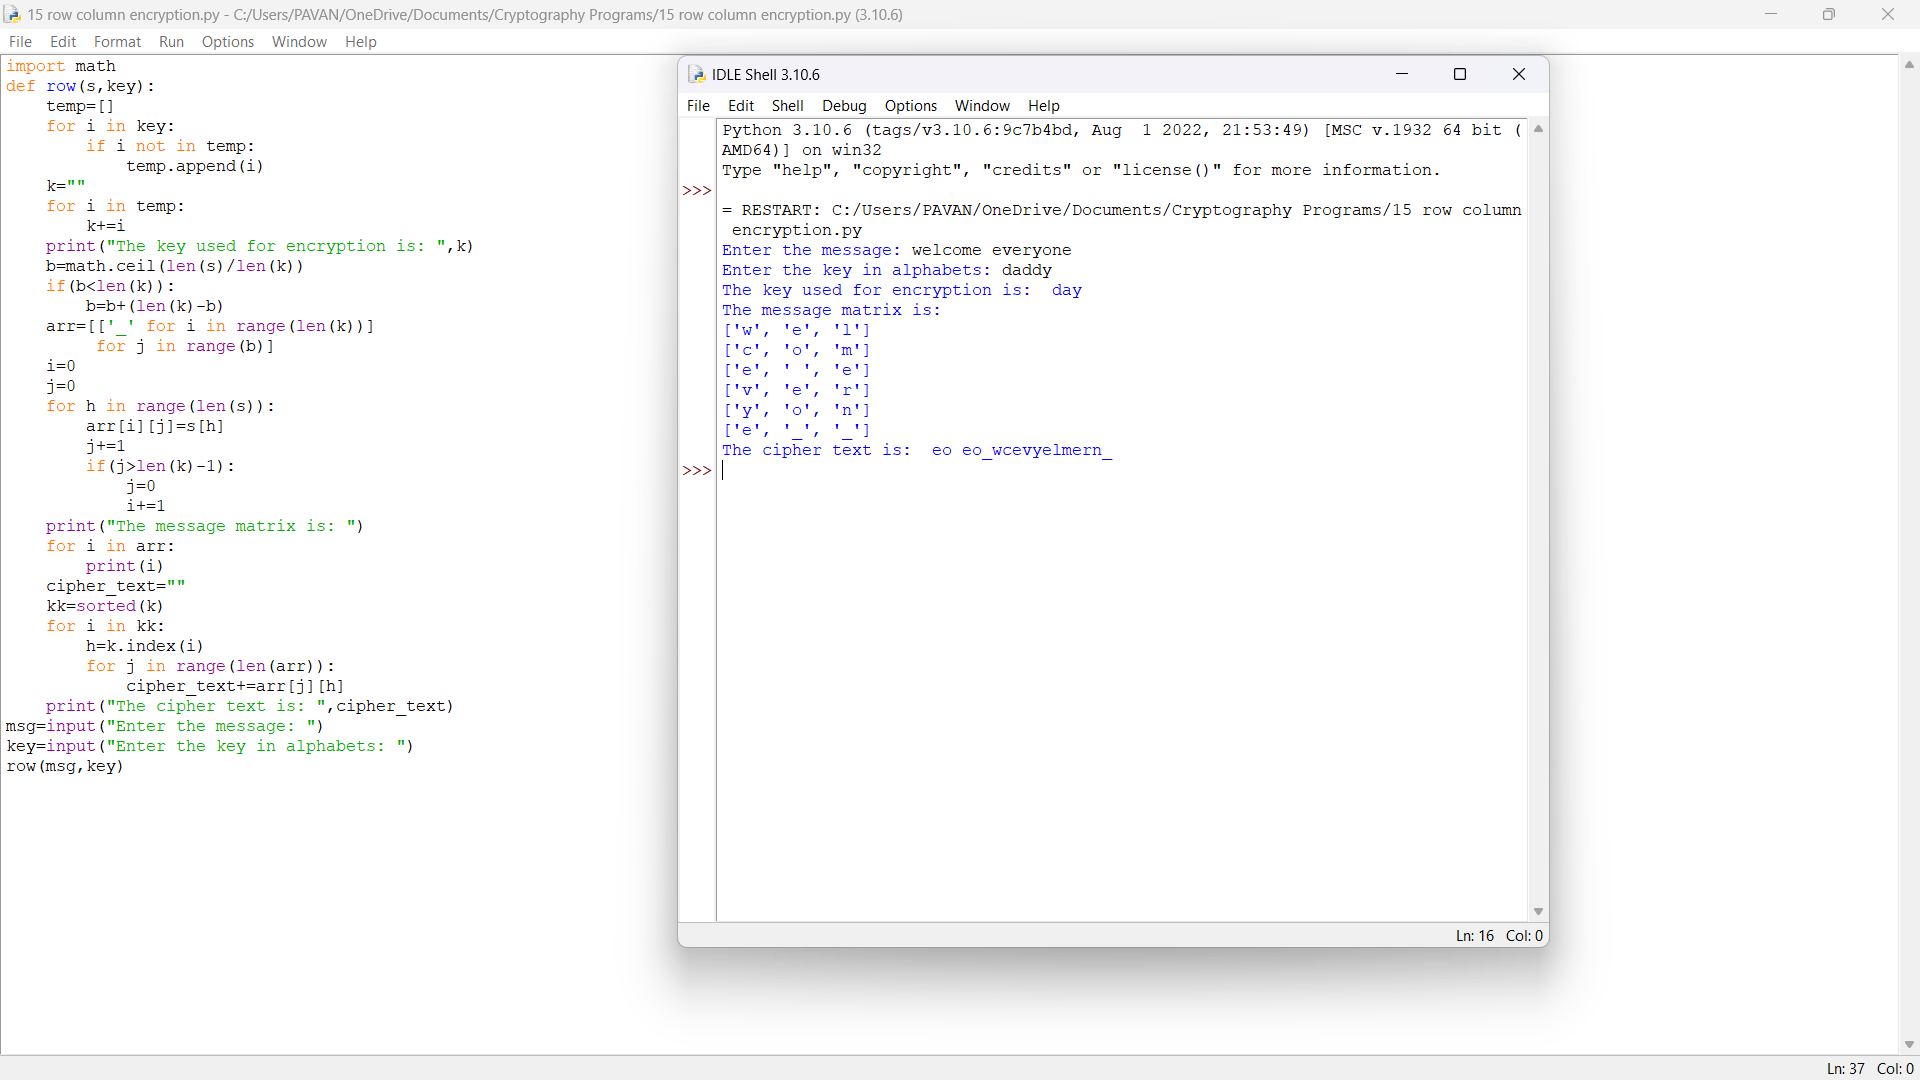 15 row column encryption.py - C:/Users/PAVAN/OneDrive/Documents/Cryptography Programs/15 row column encryption.py (3.10.6)
File Edit Format Run Options Window Help
import math
def row(s,key):
    temp=[]
    for i in key:
        if i not in temp:
            temp.append(i)
    k=""
    for i in temp:
        k+=i
    print("The key used for encryption is: ",k)
    b=math.ceil(len(s)/len(k))
    if(b<len(k)):
        b=b+(len(k)-b)
    arr=[['_' for i in range(len(k))]
         for j in range(b)]
    i=0
    j=0
    for h in range(len(s)):
        arr[i][j]=s[h]
        j+=1
        if(j>len(k)-1):
            j=0
            i+=1
    print("The message matrix is: ")
    for i in arr:
        print(i)
    cipher_text=""
    kk=sorted(k)
    for i in kk:
        h=k.index(i)
        for j in range(len(arr)):
            cipher_text+=arr[j][h]
    print("The cipher text is: ",cipher_text)
msg=input("Enter the message: ")
key=input("Enter the key in alphabets: ")
row(msg,key)
Ln: 37 Col: 0
IDLE Shell 3.10.6
File Edit Shell Debug Options Window Help
Python 3.10.6 (tags/v3.10.6:9c7b4bd, Aug  1 2022, 21:53:49) [MSC v.1932 64 bit (
AMD64)] on win32
Type "help", "copyright", "credits" or "license()" for more information.
>>>
= RESTART: C:/Users/PAVAN/OneDrive/Documents/Cryptography Programs/15 row column
 encryption.py
Enter the message: welcome everyone
Enter the key in alphabets: daddy
The key used for encryption is:  day
The message matrix is:
['w', 'e', 'l']
['c', 'o', 'm']
['e', ' ', 'e']
['v', 'e', 'r']
['y', 'o', 'n']
['e', '_', '_']
The cipher text is:  eo eo_wcevyelmern_
>>>
Ln: 16 Col: 0